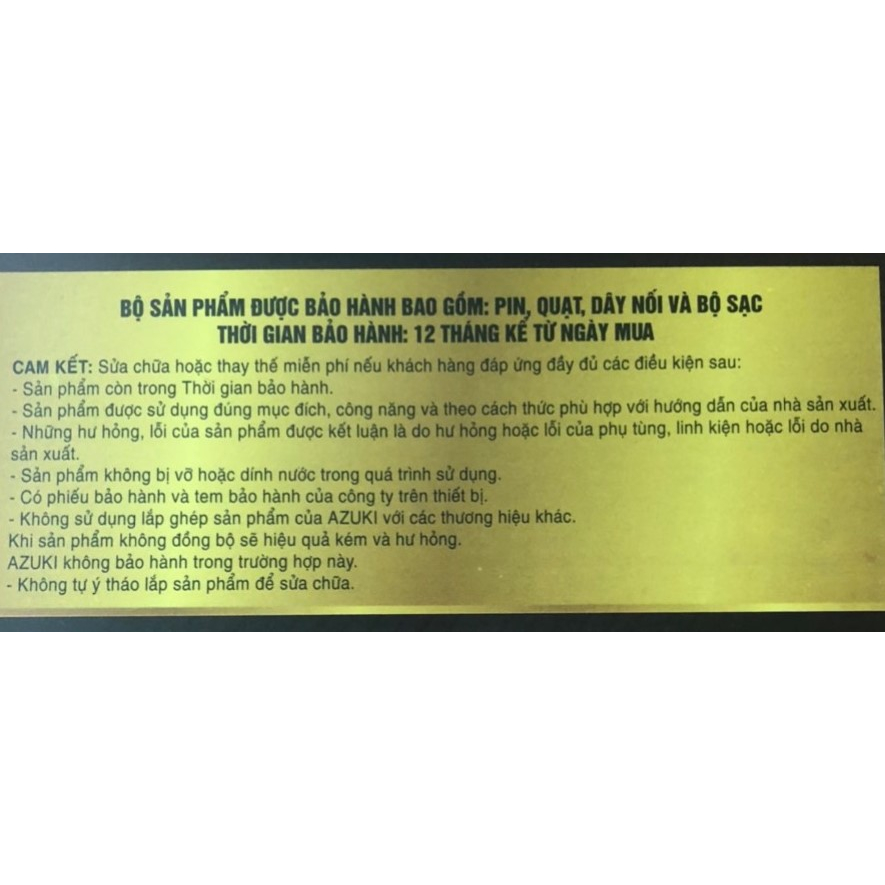 BỘ SẢN PHẨM ĐƯỢC BẢO HÀNH BAO GỒM: PIN, QUẠT, DÂY NỐI VÀ BỘ SẠC
THỜI GIAN BẢO HÀNH: 12 THÁNG KỂ TỪ NGÀY MUA
CAM KẾT: Sửa chữa hoặc thay thế miễn phí nếu khách hàng đáp ứng đầy đủ các điều kiện sau:
- Sản phẩm còn trong Thời gian bảo hành.
- Sản phẩm được sử dụng đúng mục đích, công năng và theo cách thức phù hợp với hướng dẫn của nhà sản xuất.
- Những hư hỏng, lỗi của sản phẩm được kết luận là do hư hỏng hoặc lỗi của phụ tùng, linh kiện hoặc lỗi do nhà
sản xuất.
- Sản phẩm không bị vỡ hoặc dính nước trong quá trình sử dụng.
- Có phiếu bảo hành và tem bảo hành của công ty trên thiết bị.
- Không sử dụng lắp ghép sản phẩm của AZUKI với các thương hiệu khác.
Khi sản phẩm không đồng bộ sẽ hiệu quả kém và hư hỏng.
AZUKI không bảo hành trong trường hợp này.
- Không tự ý tháo lắp sản phẩm để sửa chữa.